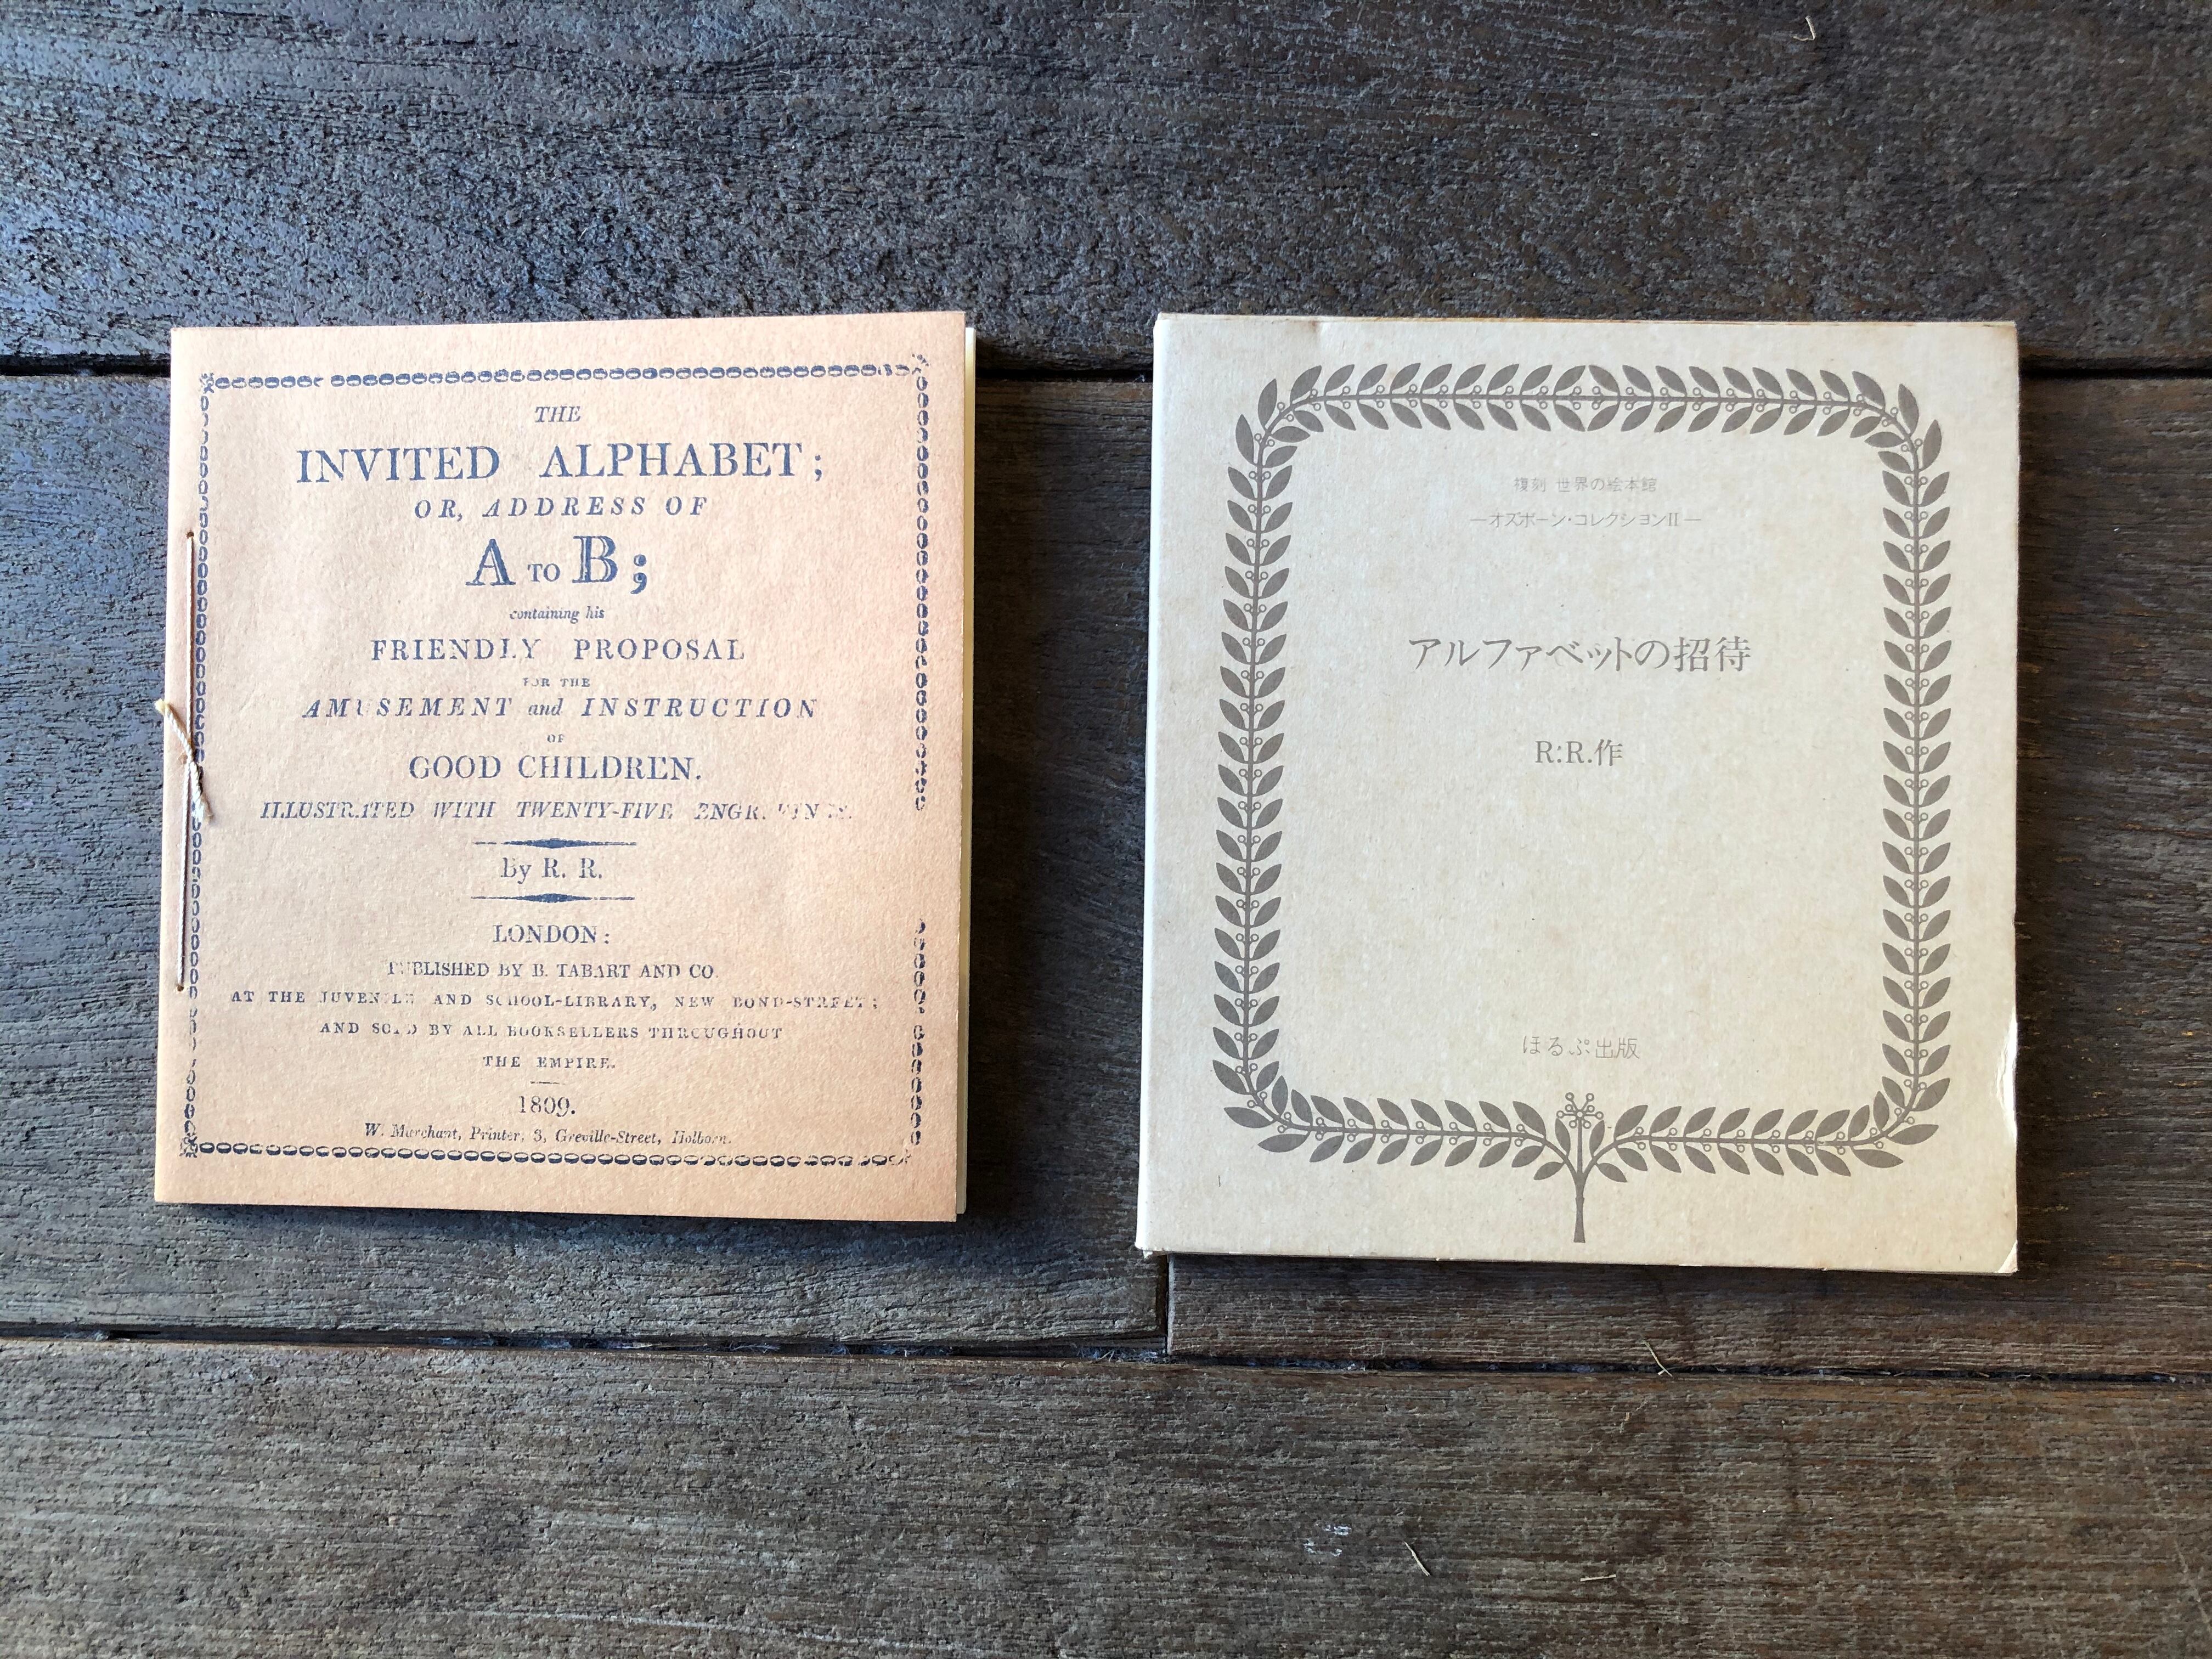 THE
INVITED ALPHABET;
OR, ADDRESS OF
A TO B;
containing his
FRIENDLY PROPOSAL
FOR THE
AMUSEMENT and INSTRUCTION
OF
GOOD CHILDREN.
ILLUSTRATED WITH TWENTY-FIVE ENGRAVINGS.
By R. R.
LONDON:
PUBLISHED BY B. TABART AND CO.
AT THE JUVENILE AND SCHOOL-LIBRARY, NEW BOND-STREET;
AND SOLD BY ALL BOOKSELLERS THROUGHOUT
THE EMPIRE.
1809.
W. Marchant, Printer, 3, Greville-Street, Holborn.
複刻 世界の絵本館
—オズボーン・コレクションII—
アルファベットの招待
R.R.作
ほるぷ出版